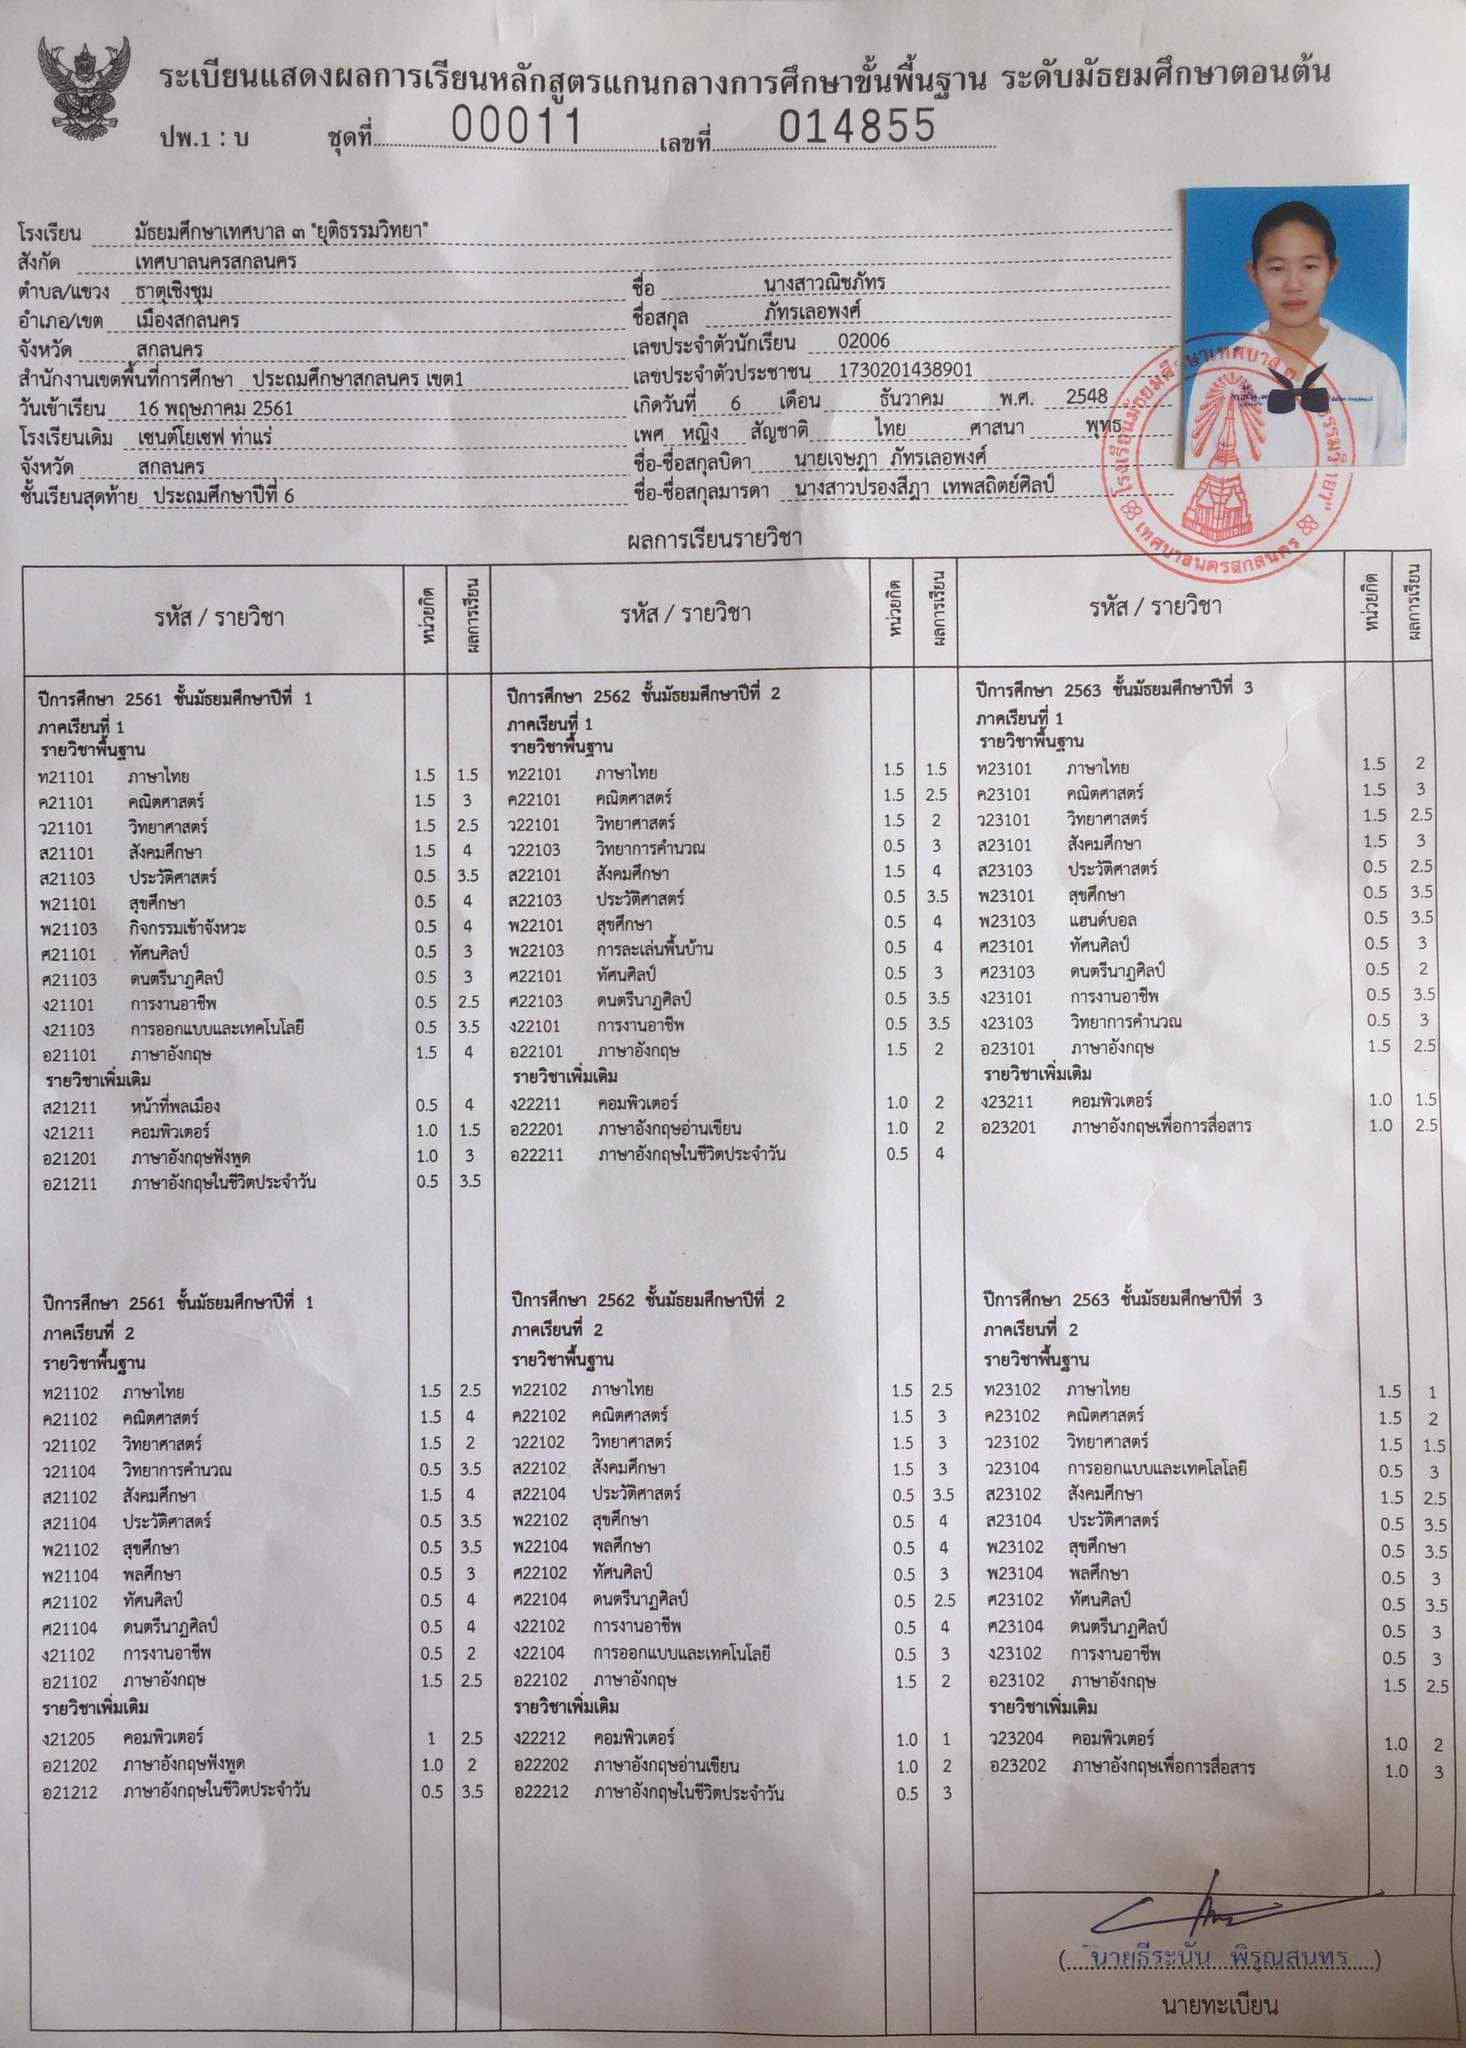 ระเบียนแสดงผลการเรียนหลักสูตรแกนกลางการศึกษาขั้นพื้นฐาน ระดับมัธยมศึกษาตอนต้น
ปพ.1 : บ ชุดที่ 00011 เลขที่ 014855
โรงเรียน มัธยมศึกษาเทศบาล ๓ "ยุติธรรมวิทยา"
สังกัด เทศบาลนครสกลนคร
ตำบล/แขวง ธาตุเชิงชุม
อำเภอ/เขต เมืองสกลนคร
จังหวัด สกลนคร
สำนักงานเขตพื้นที่การศึกษา ประถมศึกษาสกลนคร เขต1
วันเข้าเรียน 16 พฤษภาคม 2561
โรงเรียนเดิม เซนต์โยเซฟ ท่าแร่
จังหวัด สกลนคร
ชั้นเรียนสุดท้าย ประถมศึกษาปีที่ 6
ชื่อ นางสาวณิชภัทร
ชื่อสกุล ภัทรเลอพงศ์
เลขประจำตัวนักเรียน 02006
เลขประจำตัวประชาชน 1730201438901
เกิดวันที่ 6 เดือน ธันวาคม พ.ศ. 2548
เพศ หญิง สัญชาติ ไทย ศาสนา พุทธ
ชื่อ-ชื่อสกุลบิดา นายเจษฎา ภัทรเลอพงศ์
ชื่อ-ชื่อสกุลมารดา นางสาวปรองสีฎา เทพสถิตย์ศิลป์
เทศบาลนครสกลนคร
ผลการเรียนรายวิชา
รหัส / รายวิชา หน่วยกิต ผลการเรียน
รหัส / รายวิชา หน่วยกิต ผลการเรียน
รหัส / รายวิชา หน่วยกิต ผลการเรียน
ปีการศึกษา 2561 ชั้นมัธยมศึกษาปีที่ 1
ภาคเรียนที่ 1
รายวิชาพื้นฐาน
ท21101 ภาษาไทย 1.5 1.5
ค21101 คณิตศาสตร์ 1.5 3
ว21101 วิทยาศาสตร์ 1.5 2.5
ส21101 สังคมศึกษา 1.5 4
ส21103 ประวัติศาสตร์ 0.5 3.5
พ21101 สุขศึกษา 0.5 4
พ21103 กิจกรรมเข้าจังหวะ 0.5 4
ศ21101 ทัศนศิลป์ 0.5 3
ศ21103 ดนตรีนาฏศิลป์ 0.5 3
ง21101 การงานอาชีพ 0.5 2.5
ง21103 การออกแบบและเทคโนโลยี 0.5 3.5
อ21101 ภาษาอังกฤษ 1.5 4
รายวิชาเพิ่มเติม
ส21211 หน้าที่พลเมือง 0.5 4
ง21211 คอมพิวเตอร์ 1.0 1.5
อ21201 ภาษาอังกฤษฟังพูด 1.0 3
อ21211 ภาษาอังกฤษในชีวิตประจำวัน 0.5 3.5
ปีการศึกษา 2561 ชั้นมัธยมศึกษาปีที่ 1
ภาคเรียนที่ 2
รายวิชาพื้นฐาน
ท21102 ภาษาไทย 1.5 2.5
ค21102 คณิตศาสตร์ 1.5 4
ว21102 วิทยาศาสตร์ 1.5 2
ว21104 วิทยาการคำนวณ 0.5 3.5
ส21102 สังคมศึกษา 1.5 4
ส21104 ประวัติศาสตร์ 0.5 3.5
พ21102 สุขศึกษา 0.5 3.5
พ21104 พลศึกษา 0.5 3
ศ21102 ทัศนศิลป์ 0.5 4
ศ21104 ดนตรีนาฏศิลป์ 0.5 4
ง21102 การงานอาชีพ 0.5 2
อ21102 ภาษาอังกฤษ 1.5 2.5
รายวิชาเพิ่มเติม
ง21205 คอมพิวเตอร์ 1 2.5
อ21202 ภาษาอังกฤษฟังพูด 1.0 2
อ21212 ภาษาอังกฤษในชีวิตประจำวัน 0.5 3.5
ปีการศึกษา 2562 ชั้นมัธยมศึกษาปีที่ 2
ภาคเรียนที่ 1
รายวิชาพื้นฐาน
ท22101 ภาษาไทย 1.5 1.5
ค22101 คณิตศาสตร์ 1.5 2.5
ว22101 วิทยาศาสตร์ 1.5 2
ว22103 วิทยาการคำนวณ 0.5 3
ส22101 สังคมศึกษา 1.5 4
ส22103 ประวัติศาสตร์ 0.5 3.5
พ22101 สุขศึกษา 0.5 4
พ22103 การละเล่นพื้นบ้าน 0.5 4
ศ22101 ทัศนศิลป์ 0.5 3
ศ22103 ดนตรีนาฏศิลป์ 0.5 3.5
ง22101 การงานอาชีพ 0.5 3.5
อ22101 ภาษาอังกฤษ 1.5 2
รายวิชาเพิ่มเติม
ง22211 คอมพิวเตอร์ 1.0 2
อ22201 ภาษาอังกฤษอ่านเขียน 1.0 2
อ22211 ภาษาอังกฤษในชีวิตประจำวัน 0.5 4
ปีการศึกษา 2562 ชั้นมัธยมศึกษาปีที่ 2
ภาคเรียนที่ 2
รายวิชาพื้นฐาน
ท22102 ภาษาไทย 1.5 2.5
ค22102 คณิตศาสตร์ 1.5 3
ว22102 วิทยาศาสตร์ 1.5 3
ส22102 สังคมศึกษา 1.5 3
ส22104 ประวัติศาสตร์ 0.5 3.5
พ22102 สุขศึกษา 0.5 4
พ22104 พลศึกษา 0.5 4
ศ22102 ทัศนศิลป์ 0.5 3
ศ22104 ดนตรีนาฏศิลป์ 0.5 2.5
ง22102 การงานอาชีพ 0.5 4
ง22104 การออกแบบและเทคโนโลยี 0.5 3
อ22102 ภาษาอังกฤษ 1.5 2
รายวิชาเพิ่มเติม
ง22212 คอมพิวเตอร์ 1.0 1
อ22202 ภาษาอังกฤษอ่านเขียน 1.0 2
อ22212 ภาษาอังกฤษในชีวิตประจำวัน 0.5 3
ปีการศึกษา 2563 ชั้นมัธยมศึกษาปีที่ 3
ภาคเรียนที่ 1
รายวิชาพื้นฐาน
ท23101 ภาษาไทย 1.5 2
ค23101 คณิตศาสตร์ 1.5 3
ว23101 วิทยาศาสตร์ 1.5 2.5
ส23101 สังคมศึกษา 1.5 3
ส23103 ประวัติศาสตร์ 0.5 2.5
พ23101 สุขศึกษา 0.5 3.5
พ23103 แฮนด์บอล 0.5 3.5
ศ23101 ทัศนศิลป์ 0.5 3
ศ23103 ดนตรีนาฏศิลป์ 0.5 2
ง23101 การงานอาชีพ 0.5 3.5
ง23103 วิทยาการคำนวณ 0.5 3
อ23101 ภาษาอังกฤษ 1.5 2.5
รายวิชาเพิ่มเติม
ง23211 คอมพิวเตอร์ 1.0 1.5
อ23201 ภาษาอังกฤษเพื่อการสื่อสาร 1.0 2.5
ปีการศึกษา 2563 ชั้นมัธยมศึกษาปีที่ 3
ภาคเรียนที่ 2
รายวิชาพื้นฐาน
ท23102 ภาษาไทย 1.5 1
ค23102 คณิตศาสตร์ 1.5 2
ว23102 วิทยาศาสตร์ 1.5 1.5
ว23104 การออกแบบและเทคโลโลยี 0.5 3
ส23102 สังคมศึกษา 1.5 2.5
ส23104 ประวัติศาสตร์ 0.5 3.5
พ23102 สุขศึกษา 0.5 3.5
พ23104 พลศึกษา 0.5 3
ศ23102 ทัศนศิลป์ 0.5 3.5
ศ23104 ดนตรีนาฏศิลป์ 0.5 3
ง23102 การงานอาชีพ 0.5 3
อ23102 ภาษาอังกฤษ 1.5 2.5
รายวิชาเพิ่มเติม
ว23204 คอมพิวเตอร์ 1.0 2
อ23202 ภาษาอังกฤษเพื่อการสื่อสาร 1.0 3
( นายธีระนัน พิรุณสนทร )
นายทะเบียน